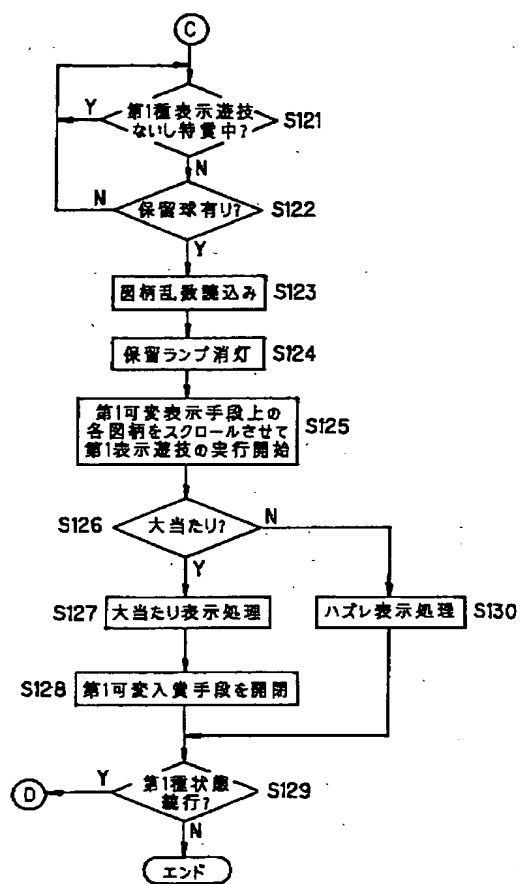 C
第1種表示遊技
ないし特賞中?
Y
S121
N
保留球有り?
N
S122
Y
図柄乱数読込み
S123
保留ランプ消灯
S124
第1可変表示手段上の
各図柄をスクロールさせて
第1表示遊技の実行開始
S125
S126
大当たり?
N
Y
S127
大当たり表示処理
ハズレ表示処理
S130
S128
第1可変入賞手段を開閉
D
Y
第1種状態
続行?
S129
N
エンド